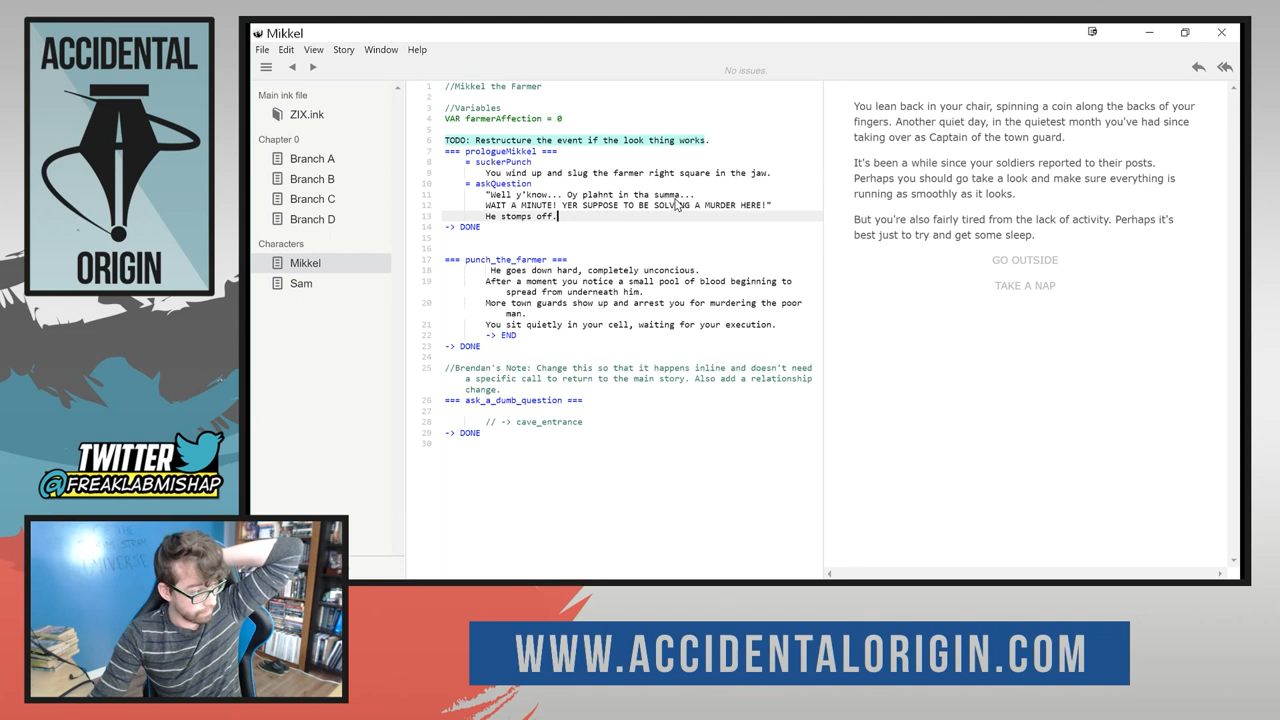 ACCIDENTAL
ORIGIN
TWITTER
@FREAKLABMISHAP
Mikkel
File Edit View Story Window Help
No issues.
Main ink file
ZIX.ink
Chapter 0
Branch A
Branch B
Branch C
Branch D
Characters
Mikkel
Sam
1 //Mikkel the Farmer
2
3 //Variables
4 VAR farmerAffection = 0
5
6 TODO: Restructure the event if the look thing works.
7 === prologueMikkel ===
8 = suckerPunch
9 You wind up and slug the farmer right square in the jaw.
10 = askQuestion
11 "Well y'know... Oy plahnt in tha summa...
12 WAIT A MINUTE! YER SUPPOSE TO BE SOLVING A MURDER HERE!"
13 He stomps off.
14 -> DONE
15
16
17 === punch_the_farmer ===
18 He goes down hard, completely unconcious.
19 After a moment you notice a small pool of blood beginning to
spread from underneath him.
20 More town guards show up and arrest you for murdering the poor
man.
21 You sit quietly in your cell, waiting for your execution.
22 -> END
23 -> DONE
24
25 //Brendan's Note: Change this so that it happens inline and doesn't need
a specific call to return to the main story. Also add a relationship
change.
26 === ask_a_dumb_question ===
27
28 // -> cave_entrance
29 -> DONE
30
You lean back in your chair, spinning a coin along the backs of your
fingers. Another quiet day, in the quietest month you've had since
taking over as Captain of the town guard.
It's been a while since your soldiers reported to their posts.
Perhaps you should go take a look and make sure everything is
running as smoothly as it looks.
But you're also fairly tired from the lack of activity. Perhaps it's
best just to try and get some sleep.
GO OUTSIDE
TAKE A NAP
WWW.ACCIDENTALORIGIN.COM